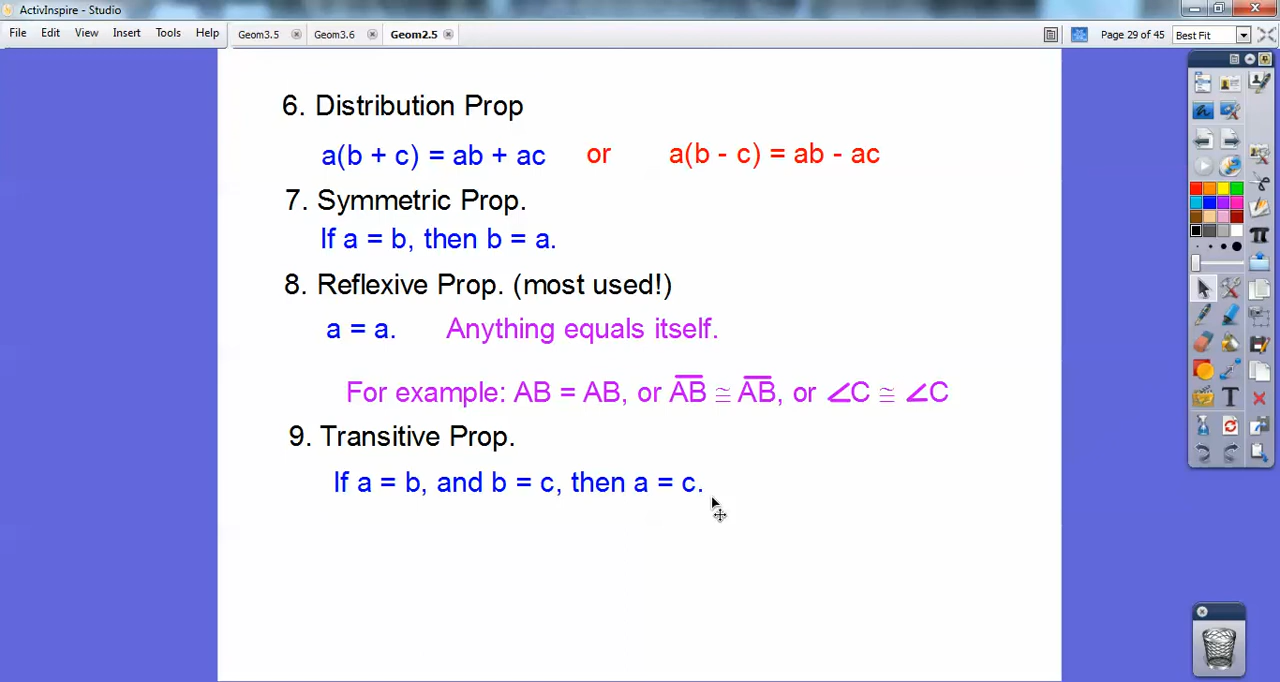 ActivInspire - Studio
File Edit View Insert Tools Help Geom3.5 Geom3.6 Geom2.5 Page 29 of 45 Best Fit
6. Distribution Prop
a(b + c) = ab + ac or a(b - c) = ab - ac
7. Symmetric Prop.
If a = b, then b = a.
8. Reflexive Prop. (most used!)
a = a. Anything equals itself.
For example: AB = AB, or A̅B̅ ≅ A̅B̅, or ∠C ≅ ∠C
9. Transitive Prop.
If a = b, and b = c, then a = c.